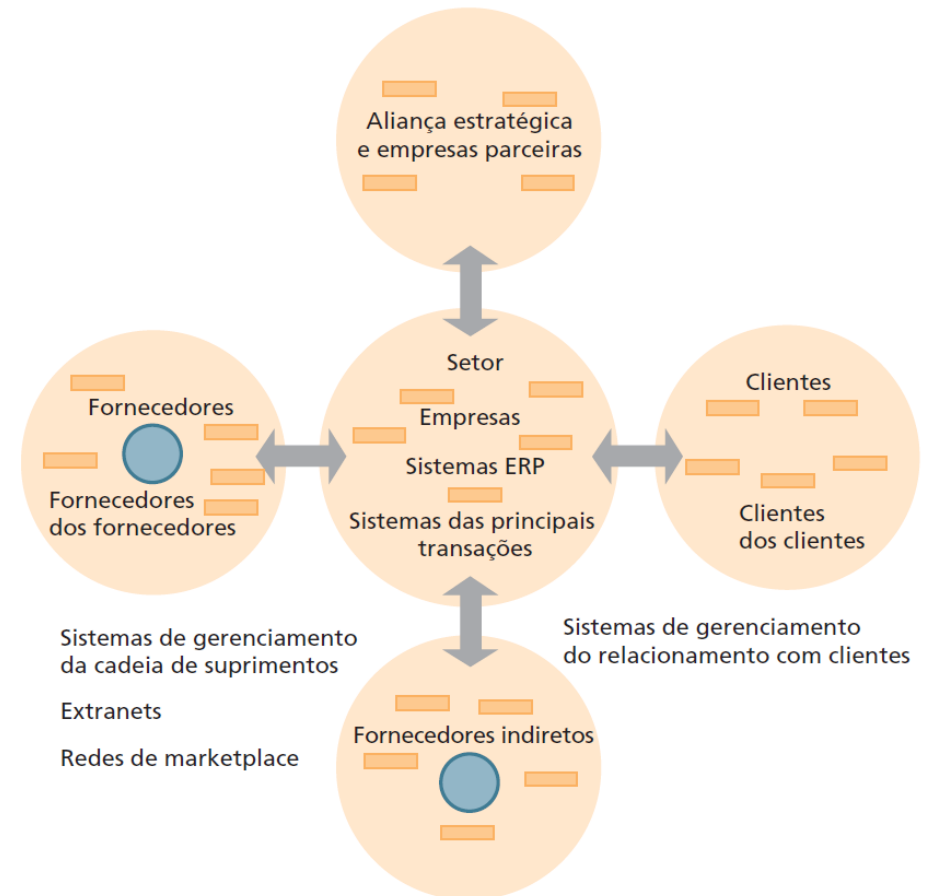 Aliança estratégica
e empresas parceiras
Setor
Empresas
Sistemas ERP
Sistemas das principais
transações
Fornecedores
Fornecedores
dos fornecedores
Clientes
Clientes
dos clientes
Sistemas de gerenciamento
da cadeia de suprimentos
Extranets
Redes de marketplace
Sistemas de gerenciamento
do relacionamento com clientes
Fornecedores indiretos